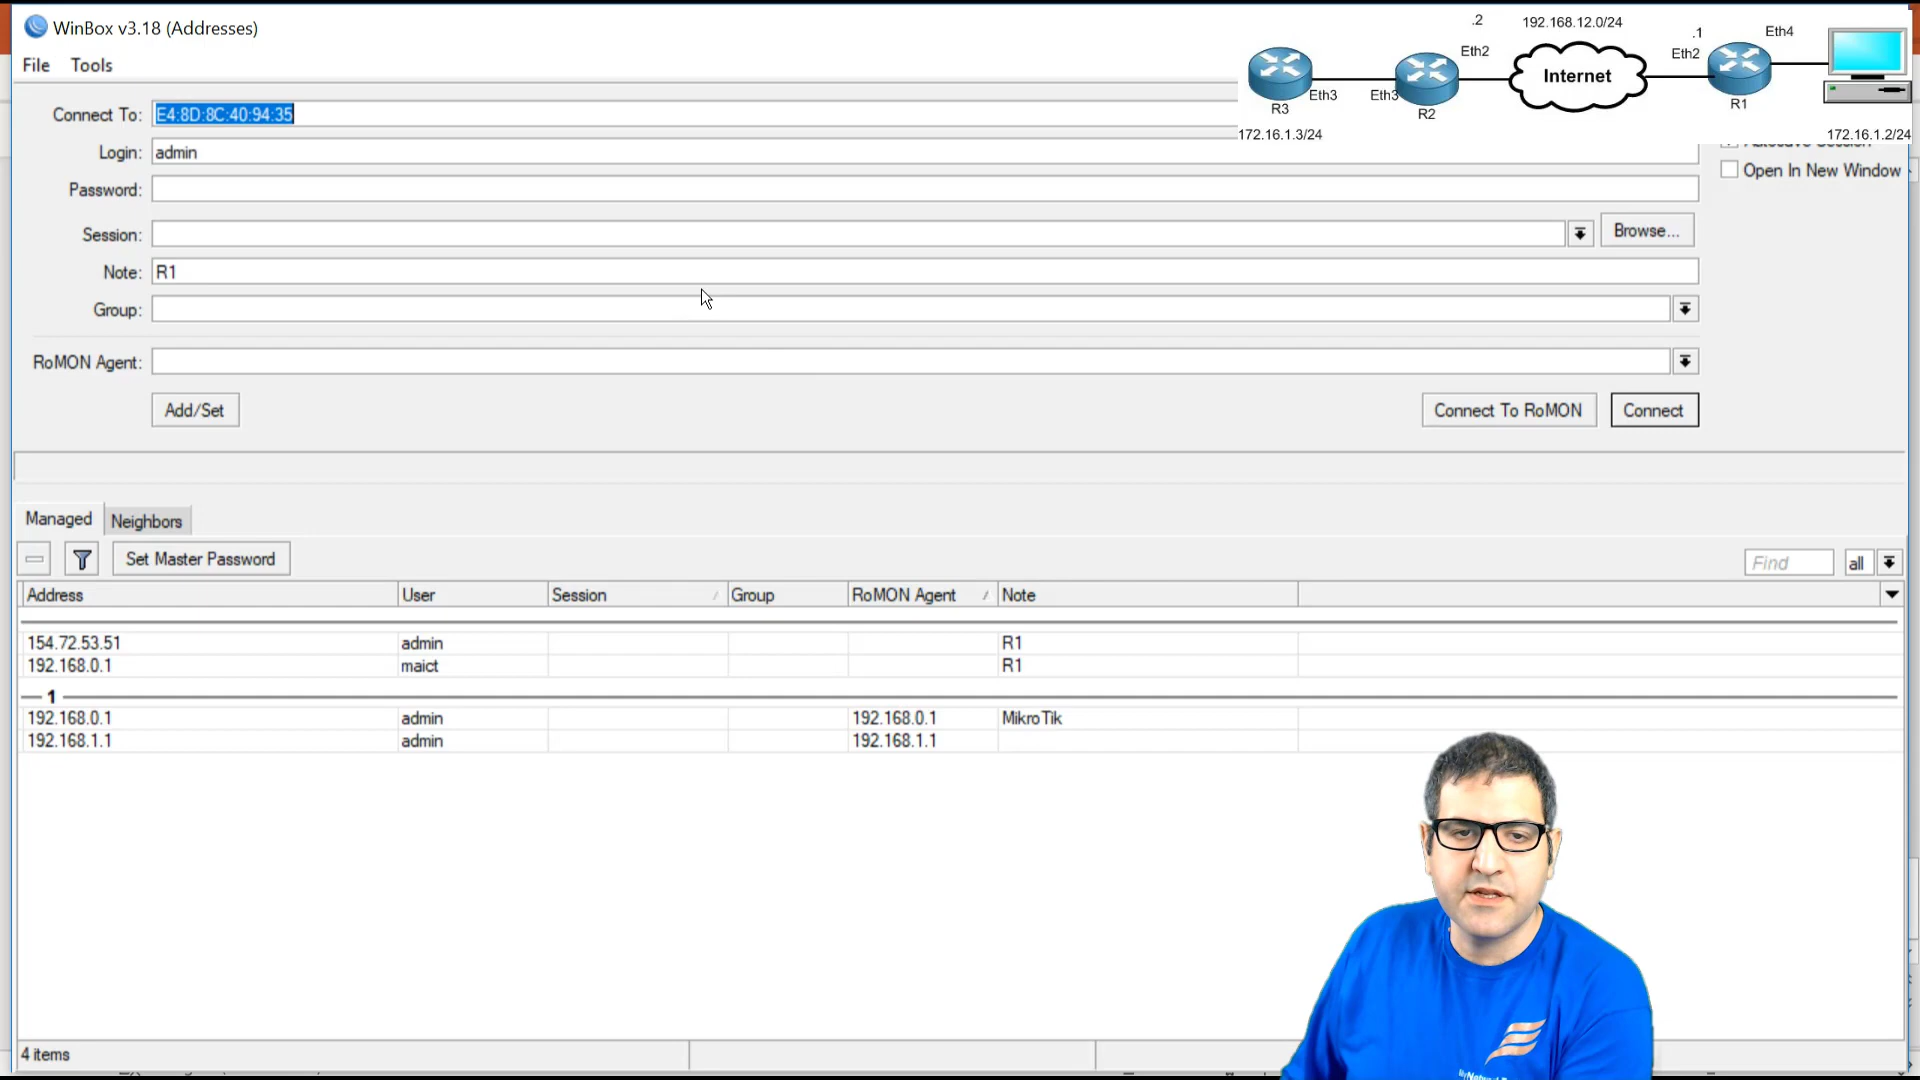 WinBox v3.18 (Addresses)
File Tools
Connect To: E4:8D:8C:40:94:35
Login: admin
Password:
Session:
Browse...
Note: R1
Group:
RoMON Agent:
Add/Set
Connect To RoMON
Connect
Open In New Window
.2
192.168.12.0/24
.1
Eth4
Eth2
Internet
Eth2
R3
Eth3
Eth3
R2
R1
172.16.1.3/24
172.16.1.2/24
Managed Neighbors
Set Master Password
Find
all
Address User Session Group RoMON Agent Note
154.72.53.51 admin R1
192.168.0.1 maict R1
1
192.168.0.1 admin 192.168.0.1 MikroTik
192.168.1.1 admin 192.168.1.1
4 items